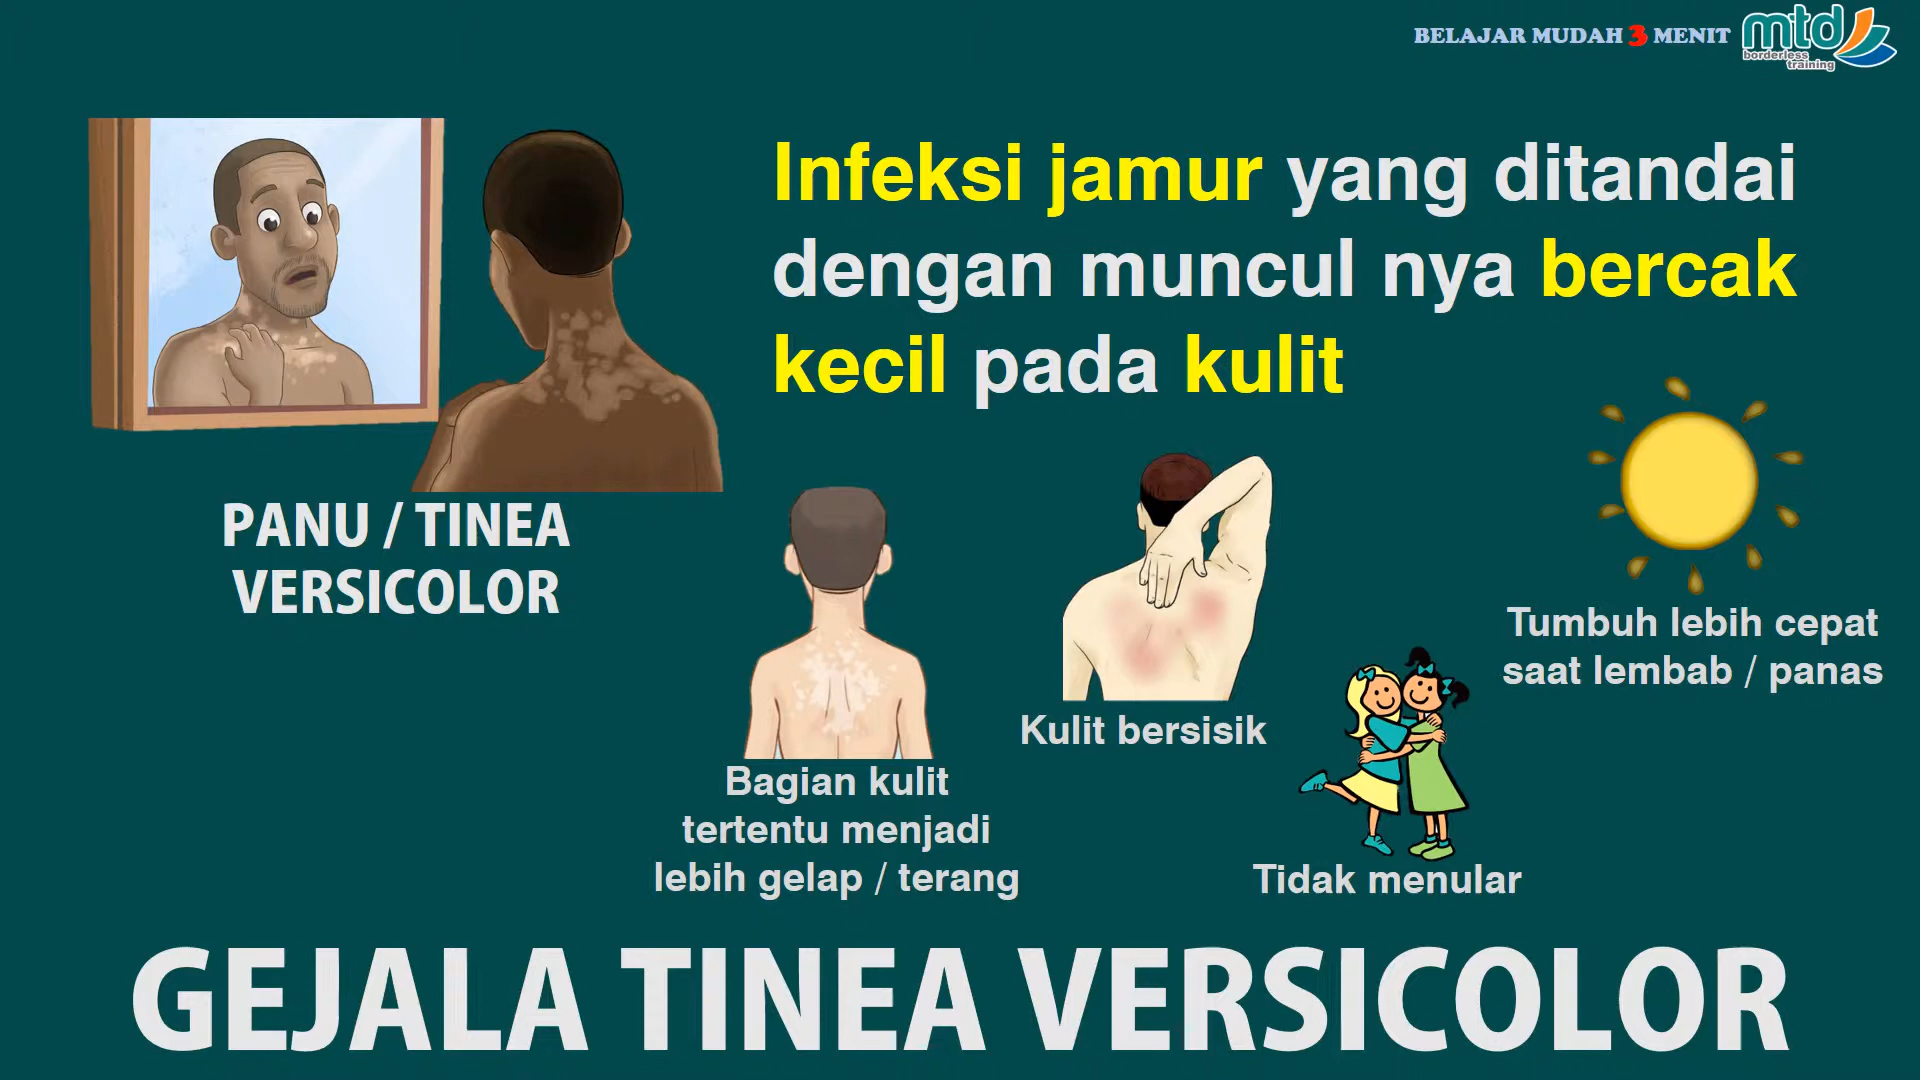 BELAJAR MUDAH 3 MENIT
mtd
borderless
training
Infeksi jamur yang ditandai
dengan muncul nya bercak
kecil pada kulit
PANU / TINEA
VERSICOLOR
Bagian kulit
tertentu menjadi
lebih gelap / terang
Kulit bersisik
Tidak menular
Tumbuh lebih cepat
saat lembab / panas
GEJALA TINEA VERSICOLOR